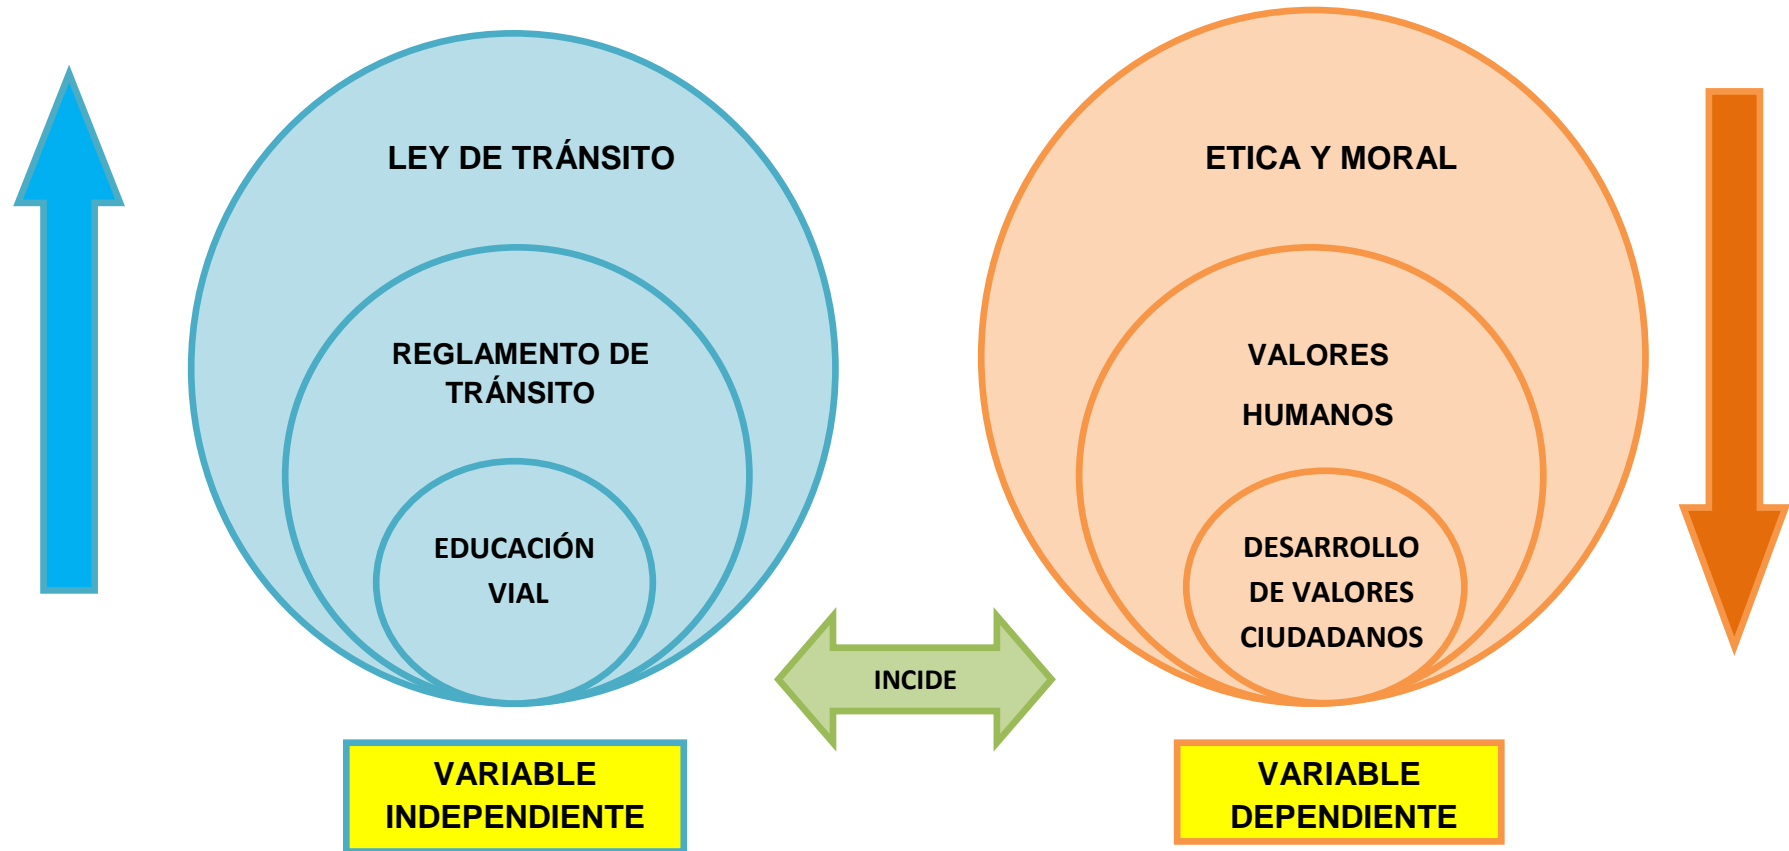 LEY DE TRÁNSITO
REGLAMENTO DE
TRÁNSITO
EDUCACIÓN
VIAL
VARIABLE
INDEPENDIENTE
INCIDE
ETICA Y MORAL
VALORES
HUMANOS
DESARROLLO
DE VALORES
CIUDADANOS
VARIABLE
DEPENDIENTE